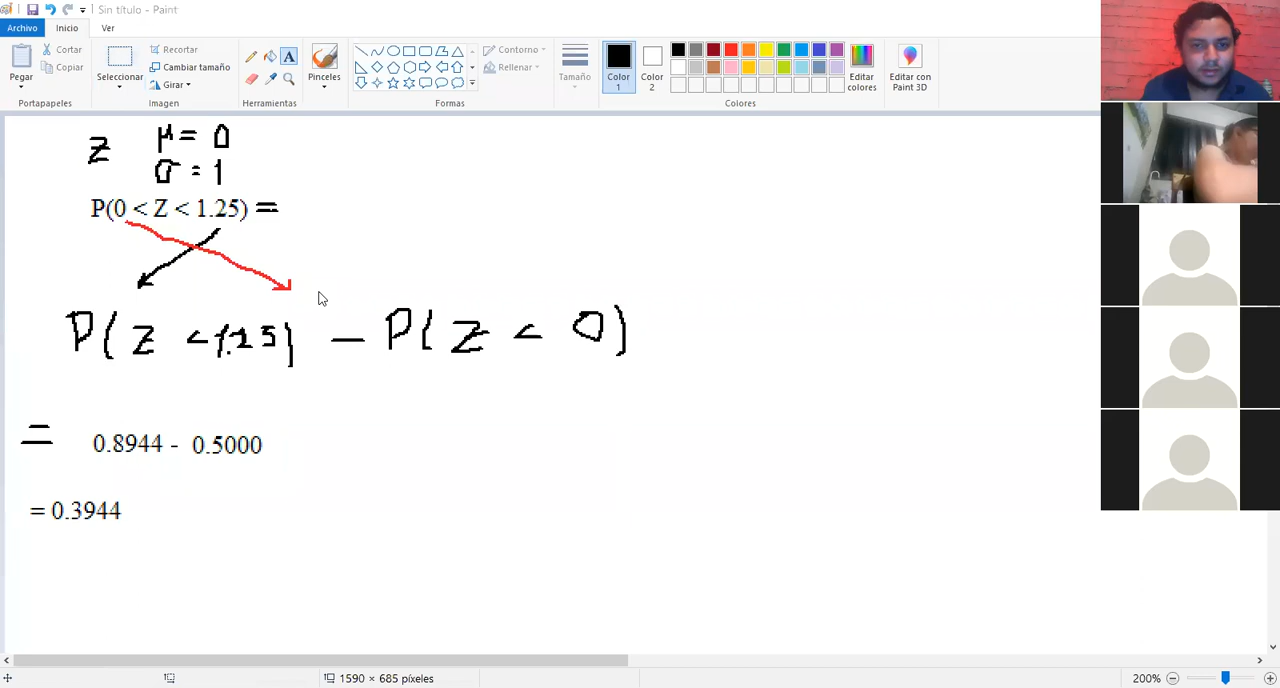 Sin título - Paint
Archivo Inicio Ver
Pegar
Cortar
Copiar
Portapapeles
Seleccionar
Recortar
Cambiar tamaño
Girar
Imagen
A
Herramientas
Pinceles
Contorno
Rellenar
Formas
Tamaño
Color 1
Color 2
Editar colores
Colores
Editar con Paint 3D
Z μ = 0
σ = 1
P(0 < Z < 1.25) =
P( Z < 1.25) - P( Z < 0)
= 0.8944 - 0.5000
= 0.3944
1590 × 685 píxeles
200%